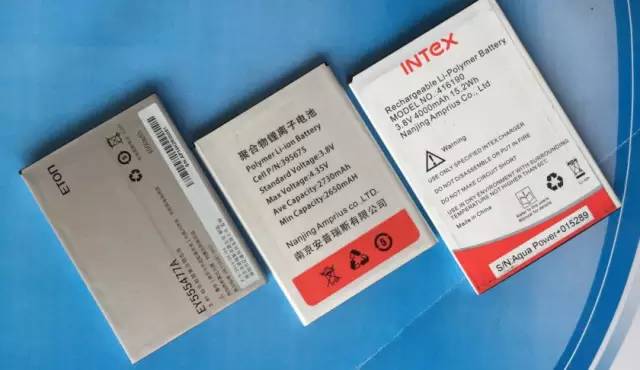 Eton
EY555477A
聚合物锂离子电池
Polymer Li-ion Battery
Cell P/N:395675
Standard Voltage:3.8V
Max Voltage:4.35V
Ave Capacity:2730mAh
Min Capacity:2650mAh
Nanjing Amprius co.,LTD.
南京安普瑞斯有限公司
INTEX
Rechargeable Li-Polymer Battery
MODEL NO.: 416190
3.8V 4000mAh 15.2Wh
Nanjing Amprius Co., Ltd
CAUTION:
USE SPECIFIED INTEX CHARGER
DO NOT DISASSEMBLE OR PUT IN FIRE
DO NOT MAKE SHORT CIRCUIT
Made in China
S/N:Aqua Power+015289